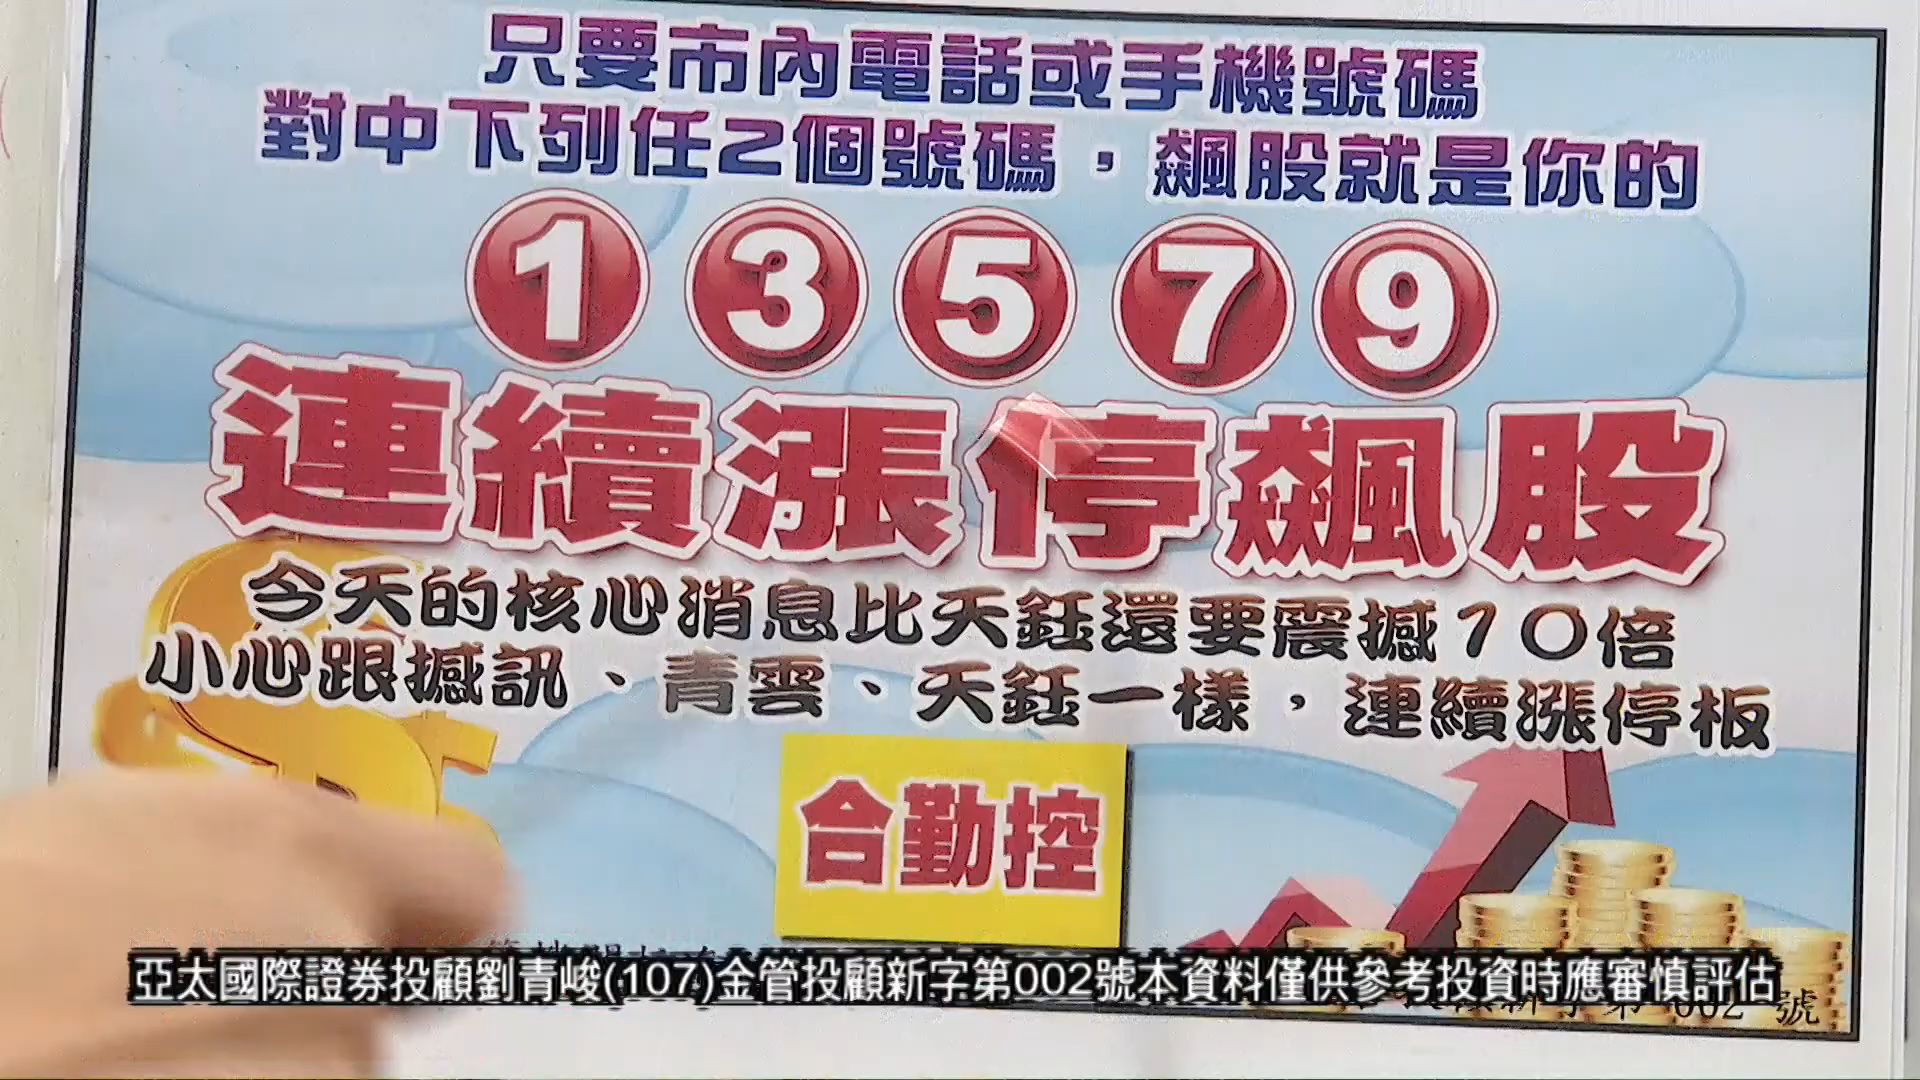 只要市內電話或手機號碼
對中下列任2個號碼，飆股就是你的
1 3 5 7 9
連續漲停飆股
今天的核心消息比天鈺還要震撼10倍
小心跟撼訊、青雲、天鈺一樣，連續漲停板
合勤控
亞太國際證券投顧劉青峻(107)金管投顧新字第002號本資料僅供參考投資時應審慎評估
號